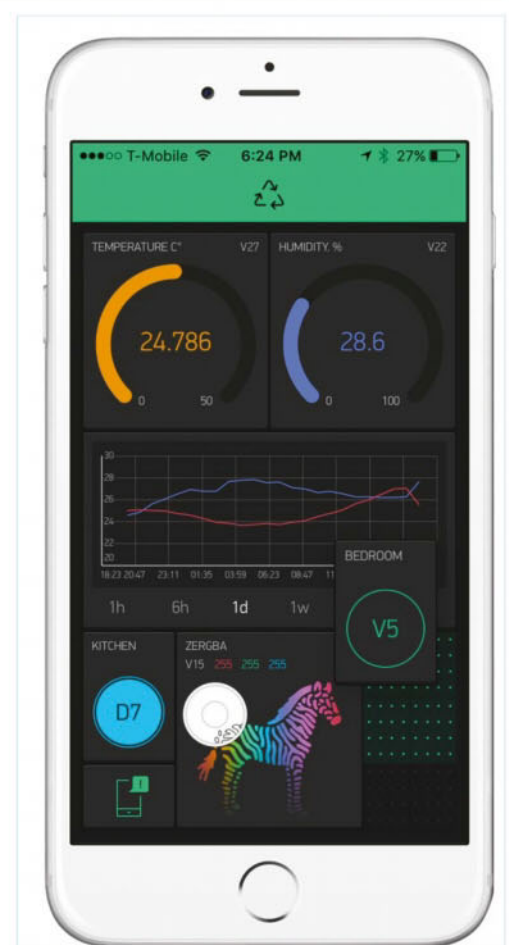 ●●●○○ T-Mobile 6:24 PM 27%
TEMPERATURE C° V27
24.786
0 50
HUMIDITY. % V22
28.6
0 100
30
28
26
24
22
20
18:23 20:47 23:11 01:35 03:59 06:23 08:47 11
1h 6h 1d 1w
BEDROOM
V5
KITCHEN
D7
ZERGBA
V15 255 255 255
!